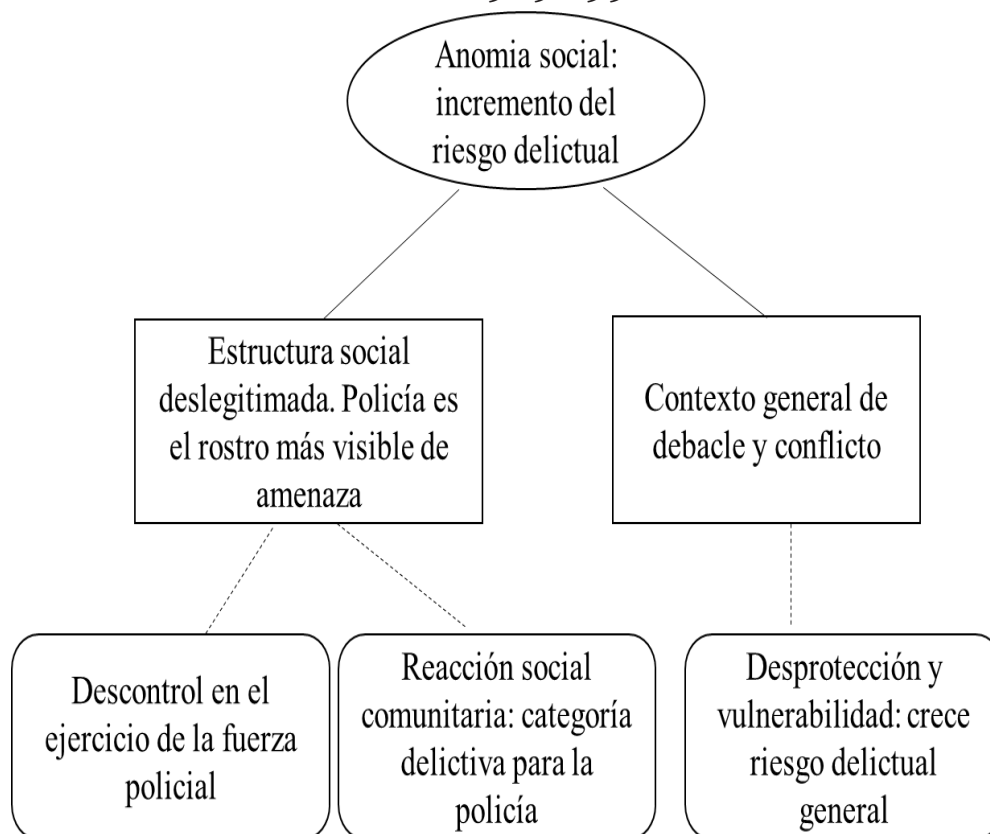 Anomia social:
incremento del
riesgo delictual
Estructura social
deslegitimada. Policía es
el rostro más visible de
amenaza
Contexto general de
debacle y conflicto
Descontrol en el
ejercicio de la fuerza
policial
Reacción social
comunitaria: categoría
delictiva para la
policía
Desprotección y
vulnerabilidad: crece
riesgo delictual
general